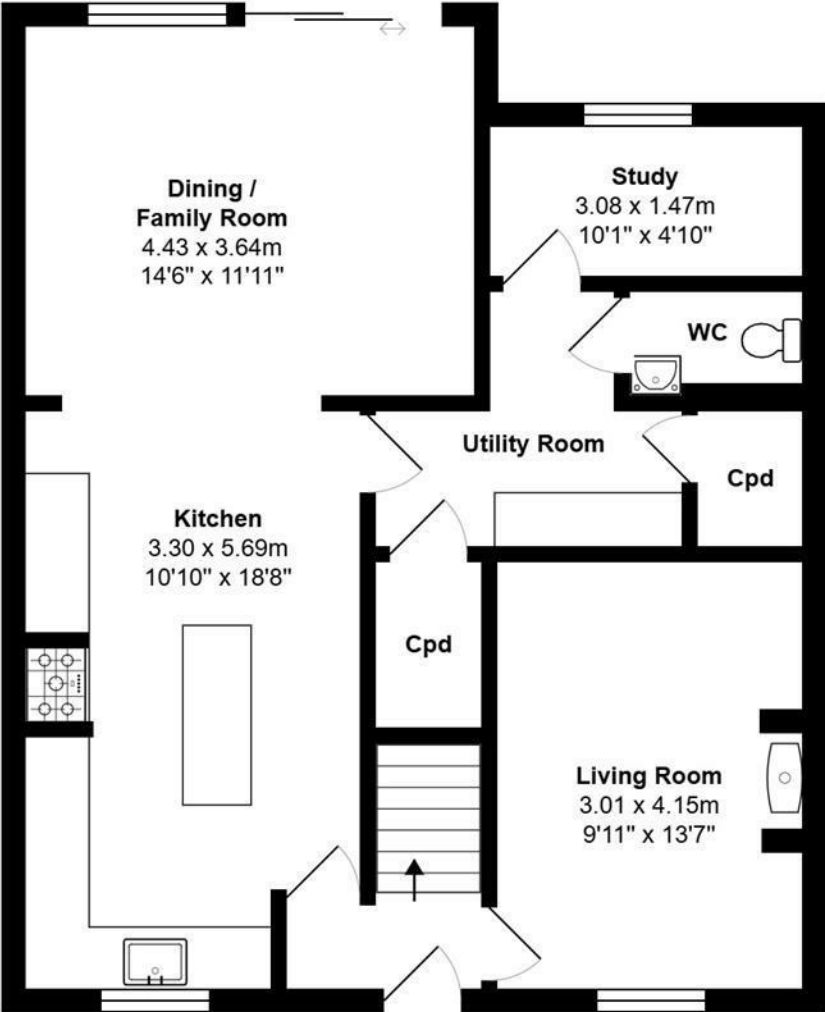 Dining /
Family Room
4.43 x 3.64m
14'6" x 11'11"
Study
3.08 x 1.47m
10'1" x 4'10"
WC
Utility Room
Cpd
Kitchen
3.30 x 5.69m
10'10" x 18'8"
Cpd
Living Room
3.01 x 4.15m
9'11" x 13'7"